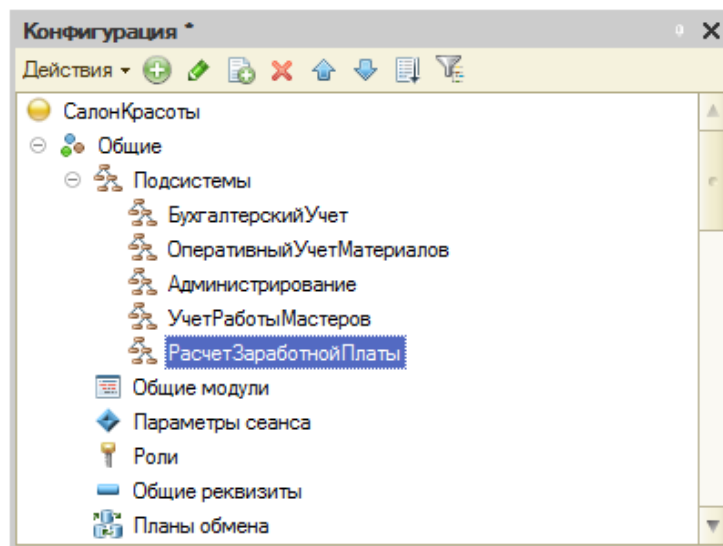 Конфигурация *
Действия
СалонКрасоты
Общие
Подсистемы
БухгалтерскийУчет
ОперативныйУчетМатериалов
Администрирование
УчетРаботыМастеров
РасчетЗаработнойПлаты
Общие модули
Параметры сеанса
Роли
Общие реквизиты
Планы обмена